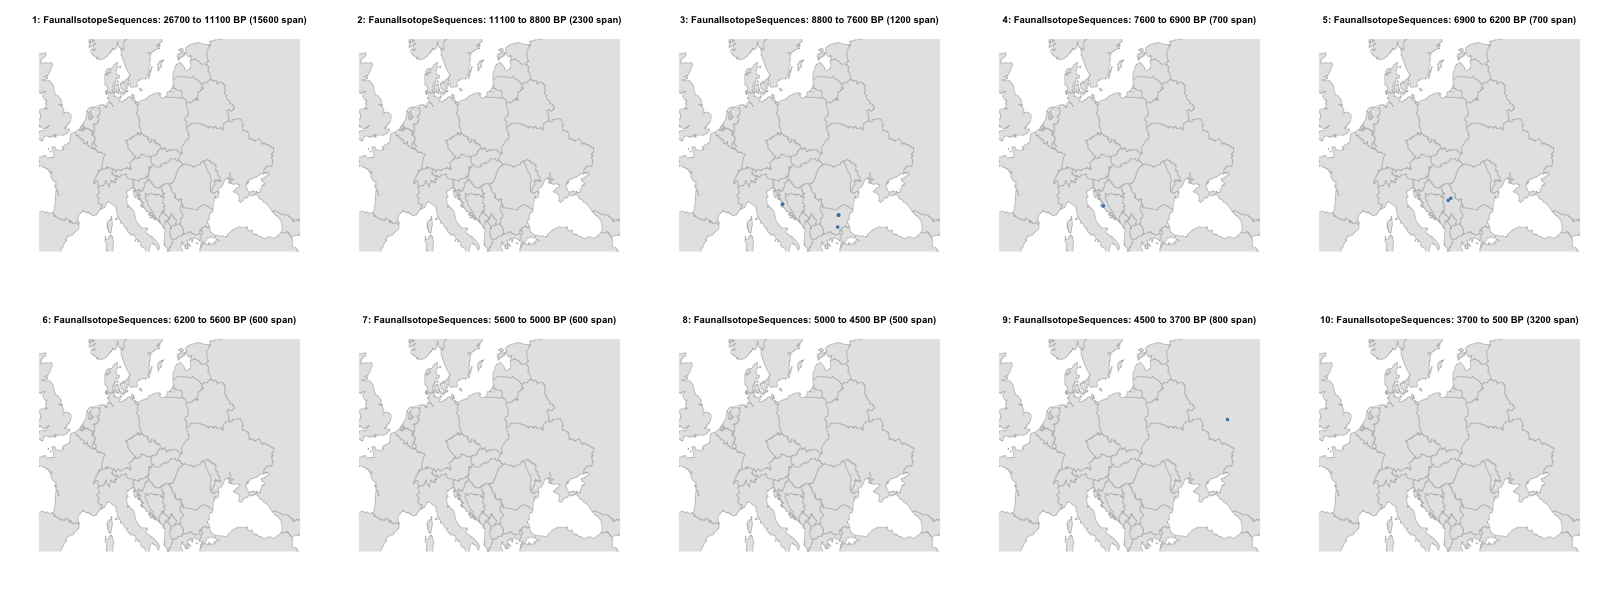 1: FaunalIsotopeSequences: 26700 to 11100 BP (15600 span)
2: FaunalIsotopeSequences: 11100 to 8800 BP (2300 span)
3: FaunalIsotopeSequences: 8800 to 7600 BP (1200 span)
4: FaunalIsotopeSequences: 7600 to 6900 BP (700 span)
5: FaunalIsotopeSequences: 6900 to 6200 BP (700 span)
6: FaunalIsotopeSequences: 6200 to 5600 BP (600 span)
7: FaunalIsotopeSequences: 5600 to 5000 BP (600 span)
8: FaunalIsotopeSequences: 5000 to 4500 BP (500 span)
9: FaunalIsotopeSequences: 4500 to 3700 BP (800 span)
10: FaunalIsotopeSequences: 3700 to 500 BP (3200 span)